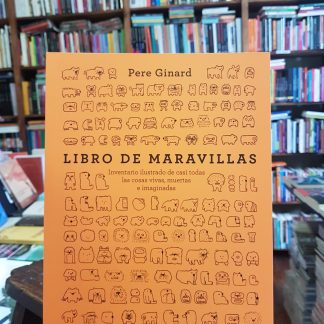 Pere Ginard
LIBRO DE MARAVILLAS
Inventario ilustrado de casi todas
las cosas vivas, muertas
e imaginadas